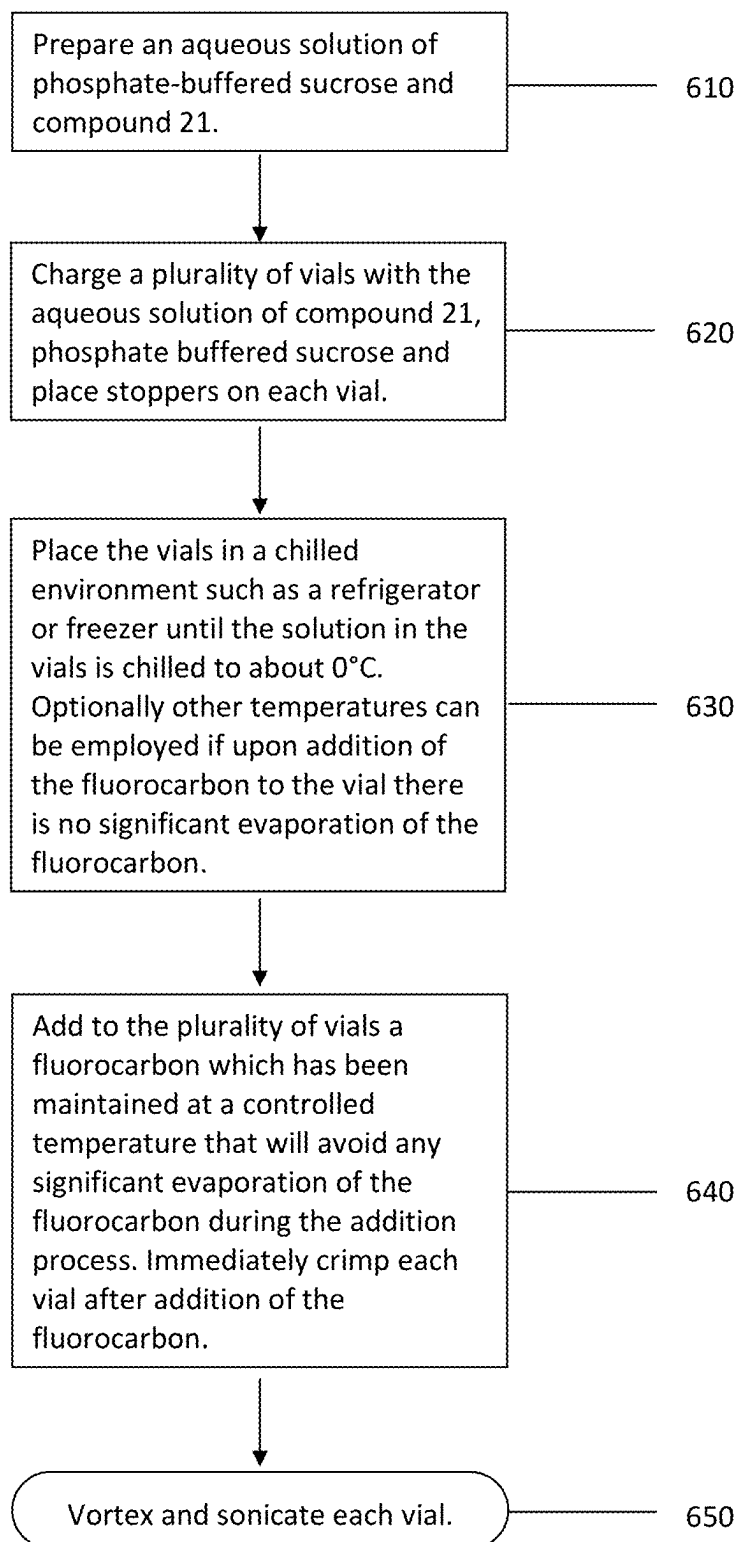 Prepare an aqueous solution of
phosphate-buffered sucrose and
compound 21.
610
Charge a plurality of vials with the
aqueous solution of compound 21,
phosphate buffered sucrose and
place stoppers on each vial.
620
Place the vials in a chilled
environment such as a refrigerator
or freezer until the solution in the
vials is chilled to about 0°C.
Optionally other temperatures can
be employed if upon addition of
the fluorocarbon to the vial there
is no significant evaporation of the
fluorocarbon.
630
Add to the plurality of vials a
fluorocarbon which has been
maintained at a controlled
temperature that will avoid any
significant evaporation of the
fluorocarbon during the addition
process. Immediately crimp each
vial after addition of the
fluorocarbon.
640
Vortex and sonicate each vial.
650